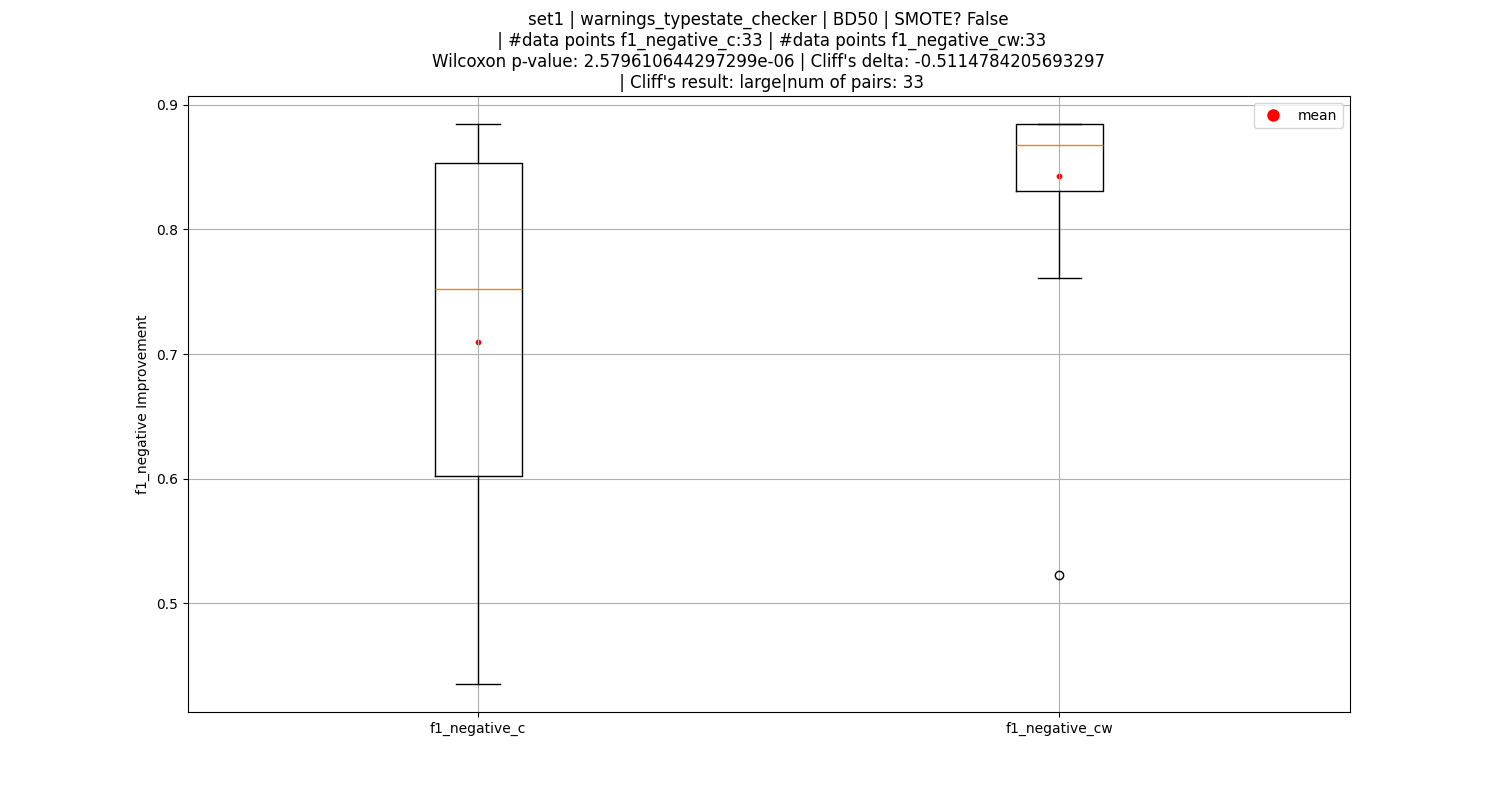 set1 | warnings_typestate_checker | BD50 | SMOTE? False
| #data points f1_negative_c:33 | #data points f1_negative_cw:33
Wilcoxon p-value: 2.579610644297299e-06 | Cliff's delta: -0.5114784205693297
| Cliff's result: large|num of pairs: 33
mean
f1_negative Improvement
0.9
0.8
0.7
0.6
0.5
f1_negative_c
f1_negative_cw